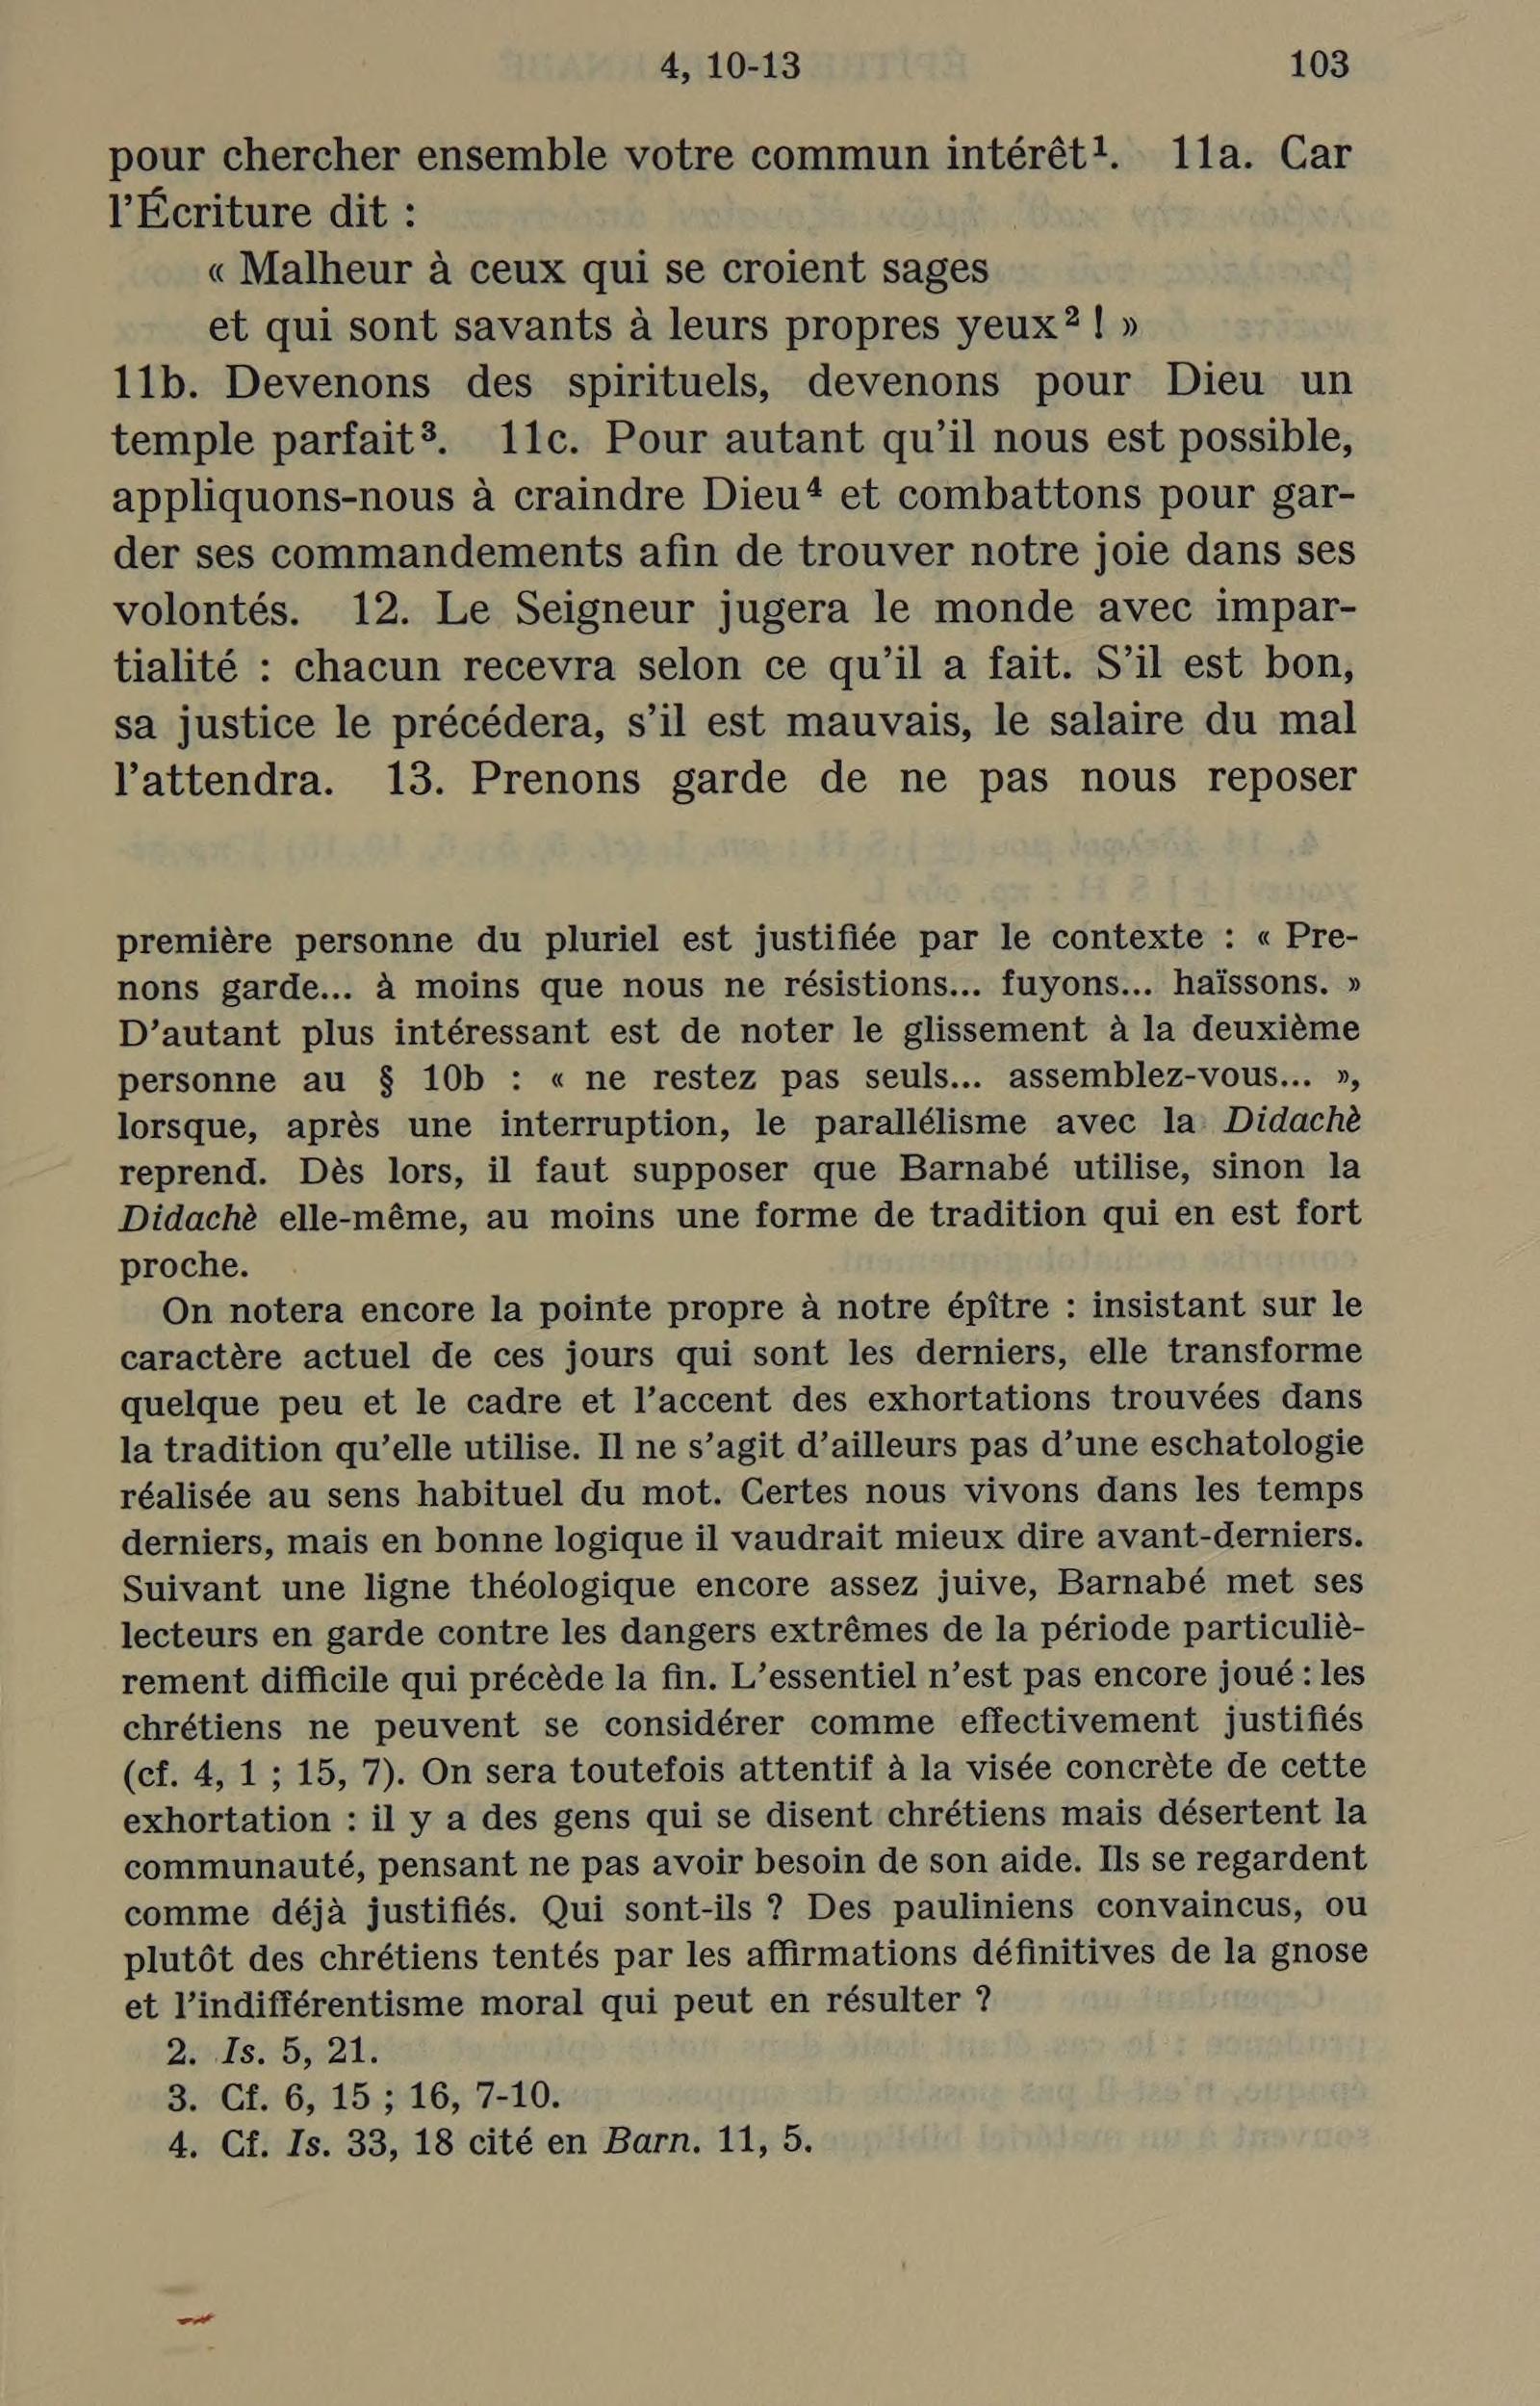 4, 10-13 103
pour chercher ensemble votre commun intérêt¹. 11a. Car
l'Écriture dit :
« Malheur à ceux qui se croient sages
et qui sont savants à leurs propres yeux² ! »
11b. Devenons des spirituels, devenons pour Dieu un
temple parfait³. 11c. Pour autant qu'il nous est possible,
appliquons-nous à craindre Dieu⁴ et combattons pour gar-
der ses commandements afin de trouver notre joie dans ses
volontés. 12. Le Seigneur jugera le monde avec impar-
tialité : chacun recevra selon ce qu'il a fait. S'il est bon,
sa justice le précédera, s'il est mauvais, le salaire du mal
l'attendra. 13. Prenons garde de ne pas nous reposer
première personne du pluriel est justifiée par le contexte : « Pre-
nons garde... à moins que nous ne résistions... fuyons... haïssons. »
D'autant plus intéressant est de noter le glissement à la deuxième
personne au § 10b : « ne restez pas seuls... assemblez-vous... »,
lorsque, après une interruption, le parallélisme avec la Didachè
reprend. Dès lors, il faut supposer que Barnabé utilise, sinon la
Didachè elle-même, au moins une forme de tradition qui en est fort
proche.
On notera encore la pointe propre à notre épître : insistant sur le
caractère actuel de ces jours qui sont les derniers, elle transforme
quelque peu et le cadre et l'accent des exhortations trouvées dans
la tradition qu'elle utilise. Il ne s'agit d'ailleurs pas d'une eschatologie
réalisée au sens habituel du mot. Certes nous vivons dans les temps
derniers, mais en bonne logique il vaudrait mieux dire avant-derniers.
Suivant une ligne théologique encore assez juive, Barnabé met ses
lecteurs en garde contre les dangers extrêmes de la période particuliè-
rement difficile qui précède la fin. L'essentiel n'est pas encore joué : les
chrétiens ne peuvent se considérer comme effectivement justifiés
(cf. 4, 1 ; 15, 7). On sera toutefois attentif à la visée concrète de cette
exhortation : il y a des gens qui se disent chrétiens mais désertent la
communauté, pensant ne pas avoir besoin de son aide. Ils se regardent
comme déjà justifiés. Qui sont-ils ? Des pauliniens convaincus, ou
plutôt des chrétiens tentés par les affirmations définitives de la gnose
et l'indifférentisme moral qui peut en résulter ?
2. Is. 5, 21.
3. Cf. 6, 15 ; 16, 7-10.
4. Cf. Is. 33, 18 cité en Barn. 11, 5.